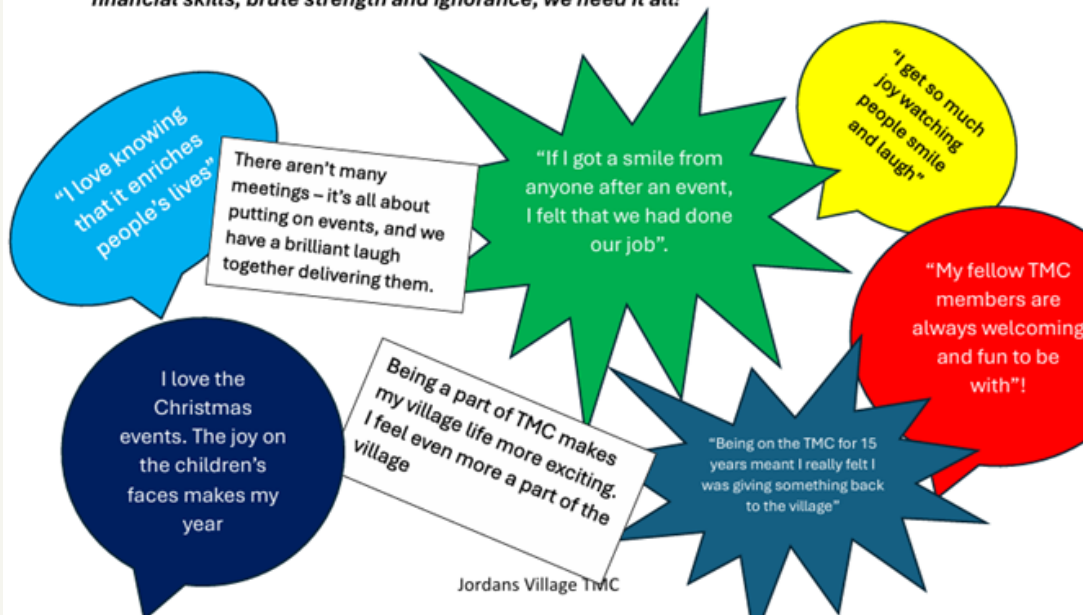 financial skills, brute strength and ignorance, we need it all!
“I love knowing
that it enriches
people’s lives”
There aren’t many
meetings – it’s all about
putting on events, and we
have a brilliant laugh
together delivering them.
“If I got a smile from
anyone after an event,
I felt that we had done
our job”.
“I get so much
joy watching
people smile
and laugh”
“My fellow TMC
members are
always welcoming
and fun to be
with”!
I love the
Christmas
events. The joy on
the children’s
faces makes my
year
Being a part of TMC makes
my village life more exciting.
I feel even more a part of the
village
“Being on the TMC for 15
years meant I really felt I
was giving something back
to the village”
Jordans Village TMC